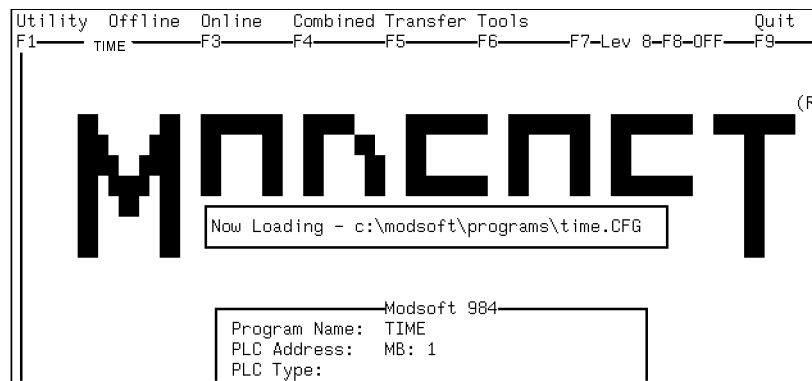 Utility Offline Online Combined Transfer Tools Quit
F1 TIME F3 F4 F5 F6 F7-Lev 8-F8-OFF F9
(R
Now Loading - c:\modsoft\programs\time.CFG
Modsoft 984
Program Name: TIME
PLC Address: MB: 1
PLC Type: